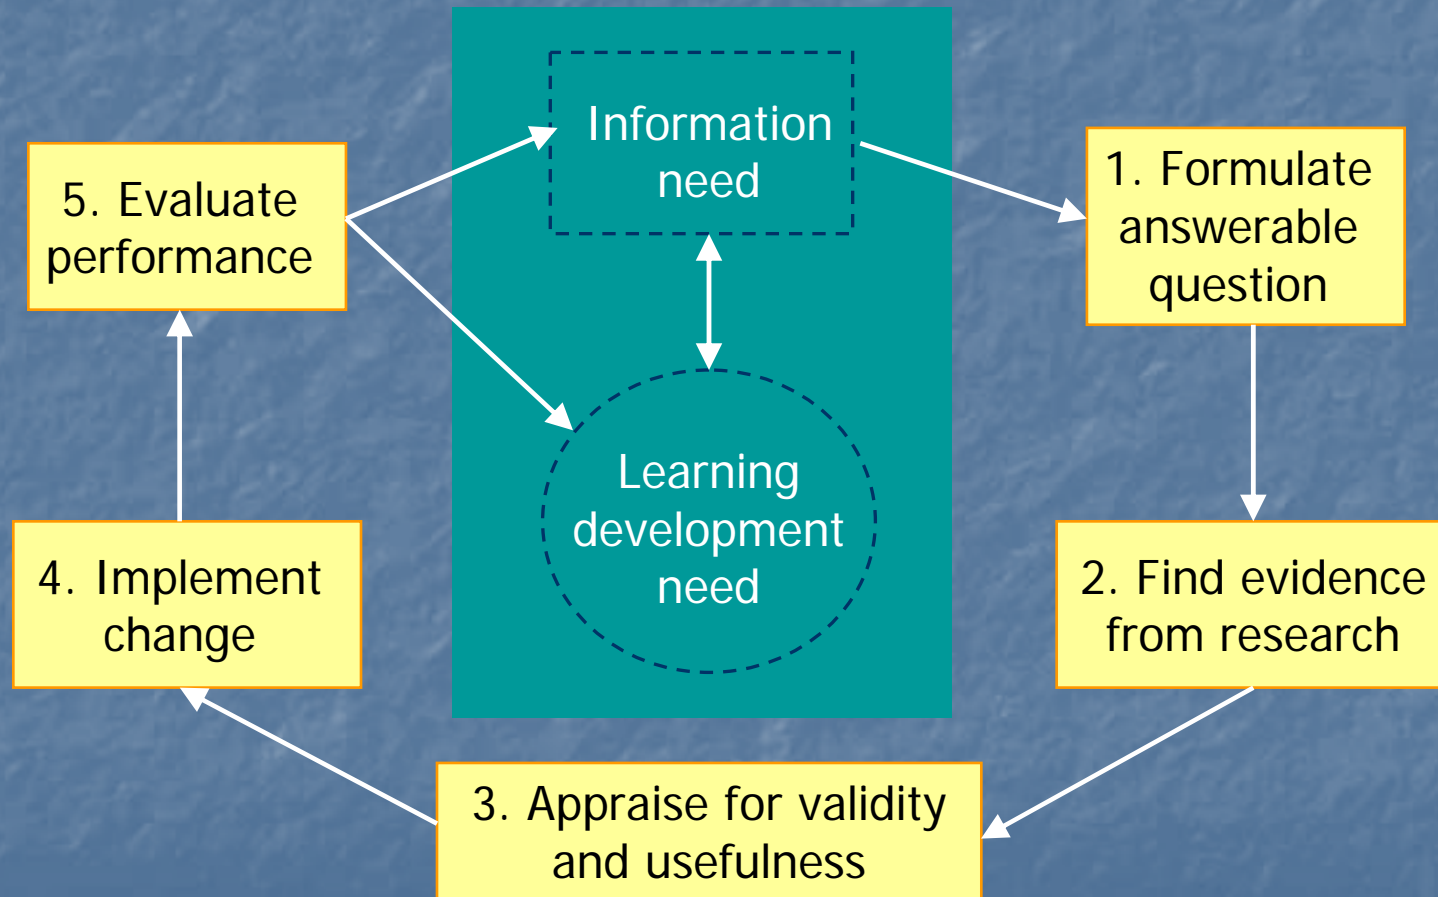 Information
need
1. Formulate
answerable
question
2. Find evidence
from research
3. Appraise for validity
and usefulness
4. Implement
change
5. Evaluate
performance
Learning
development
need